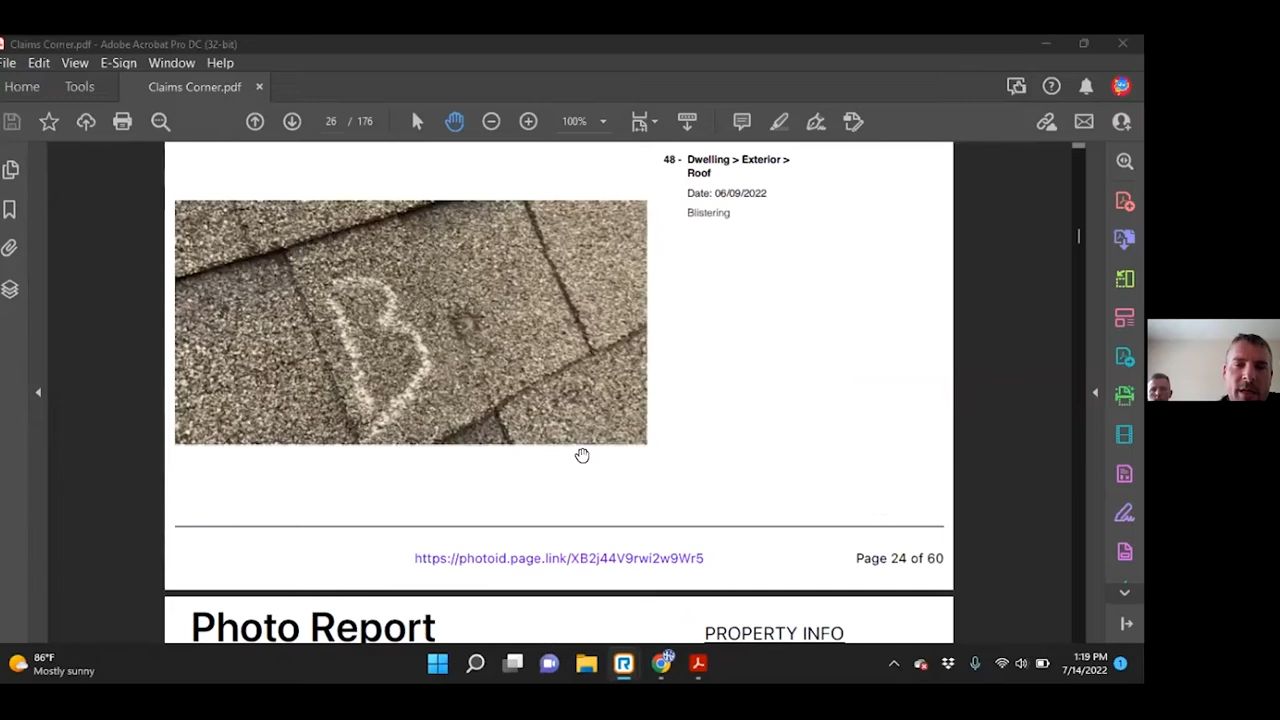 Claims Corner.pdf - Adobe Acrobat Pro DC (32-bit)
File Edit View E-Sign Window Help
Home Tools Claims Corner.pdf ×
26 / 176 100%
48 - Dwelling > Exterior >
Roof
Date: 06/09/2022
Blistering
B
https://photoid.page.link/XB2j44V9rwi2w9Wr5 Page 24 of 60
Photo Report PROPERTY INFO
86°F
Mostly sunny
1:19 PM
7/14/2022 1